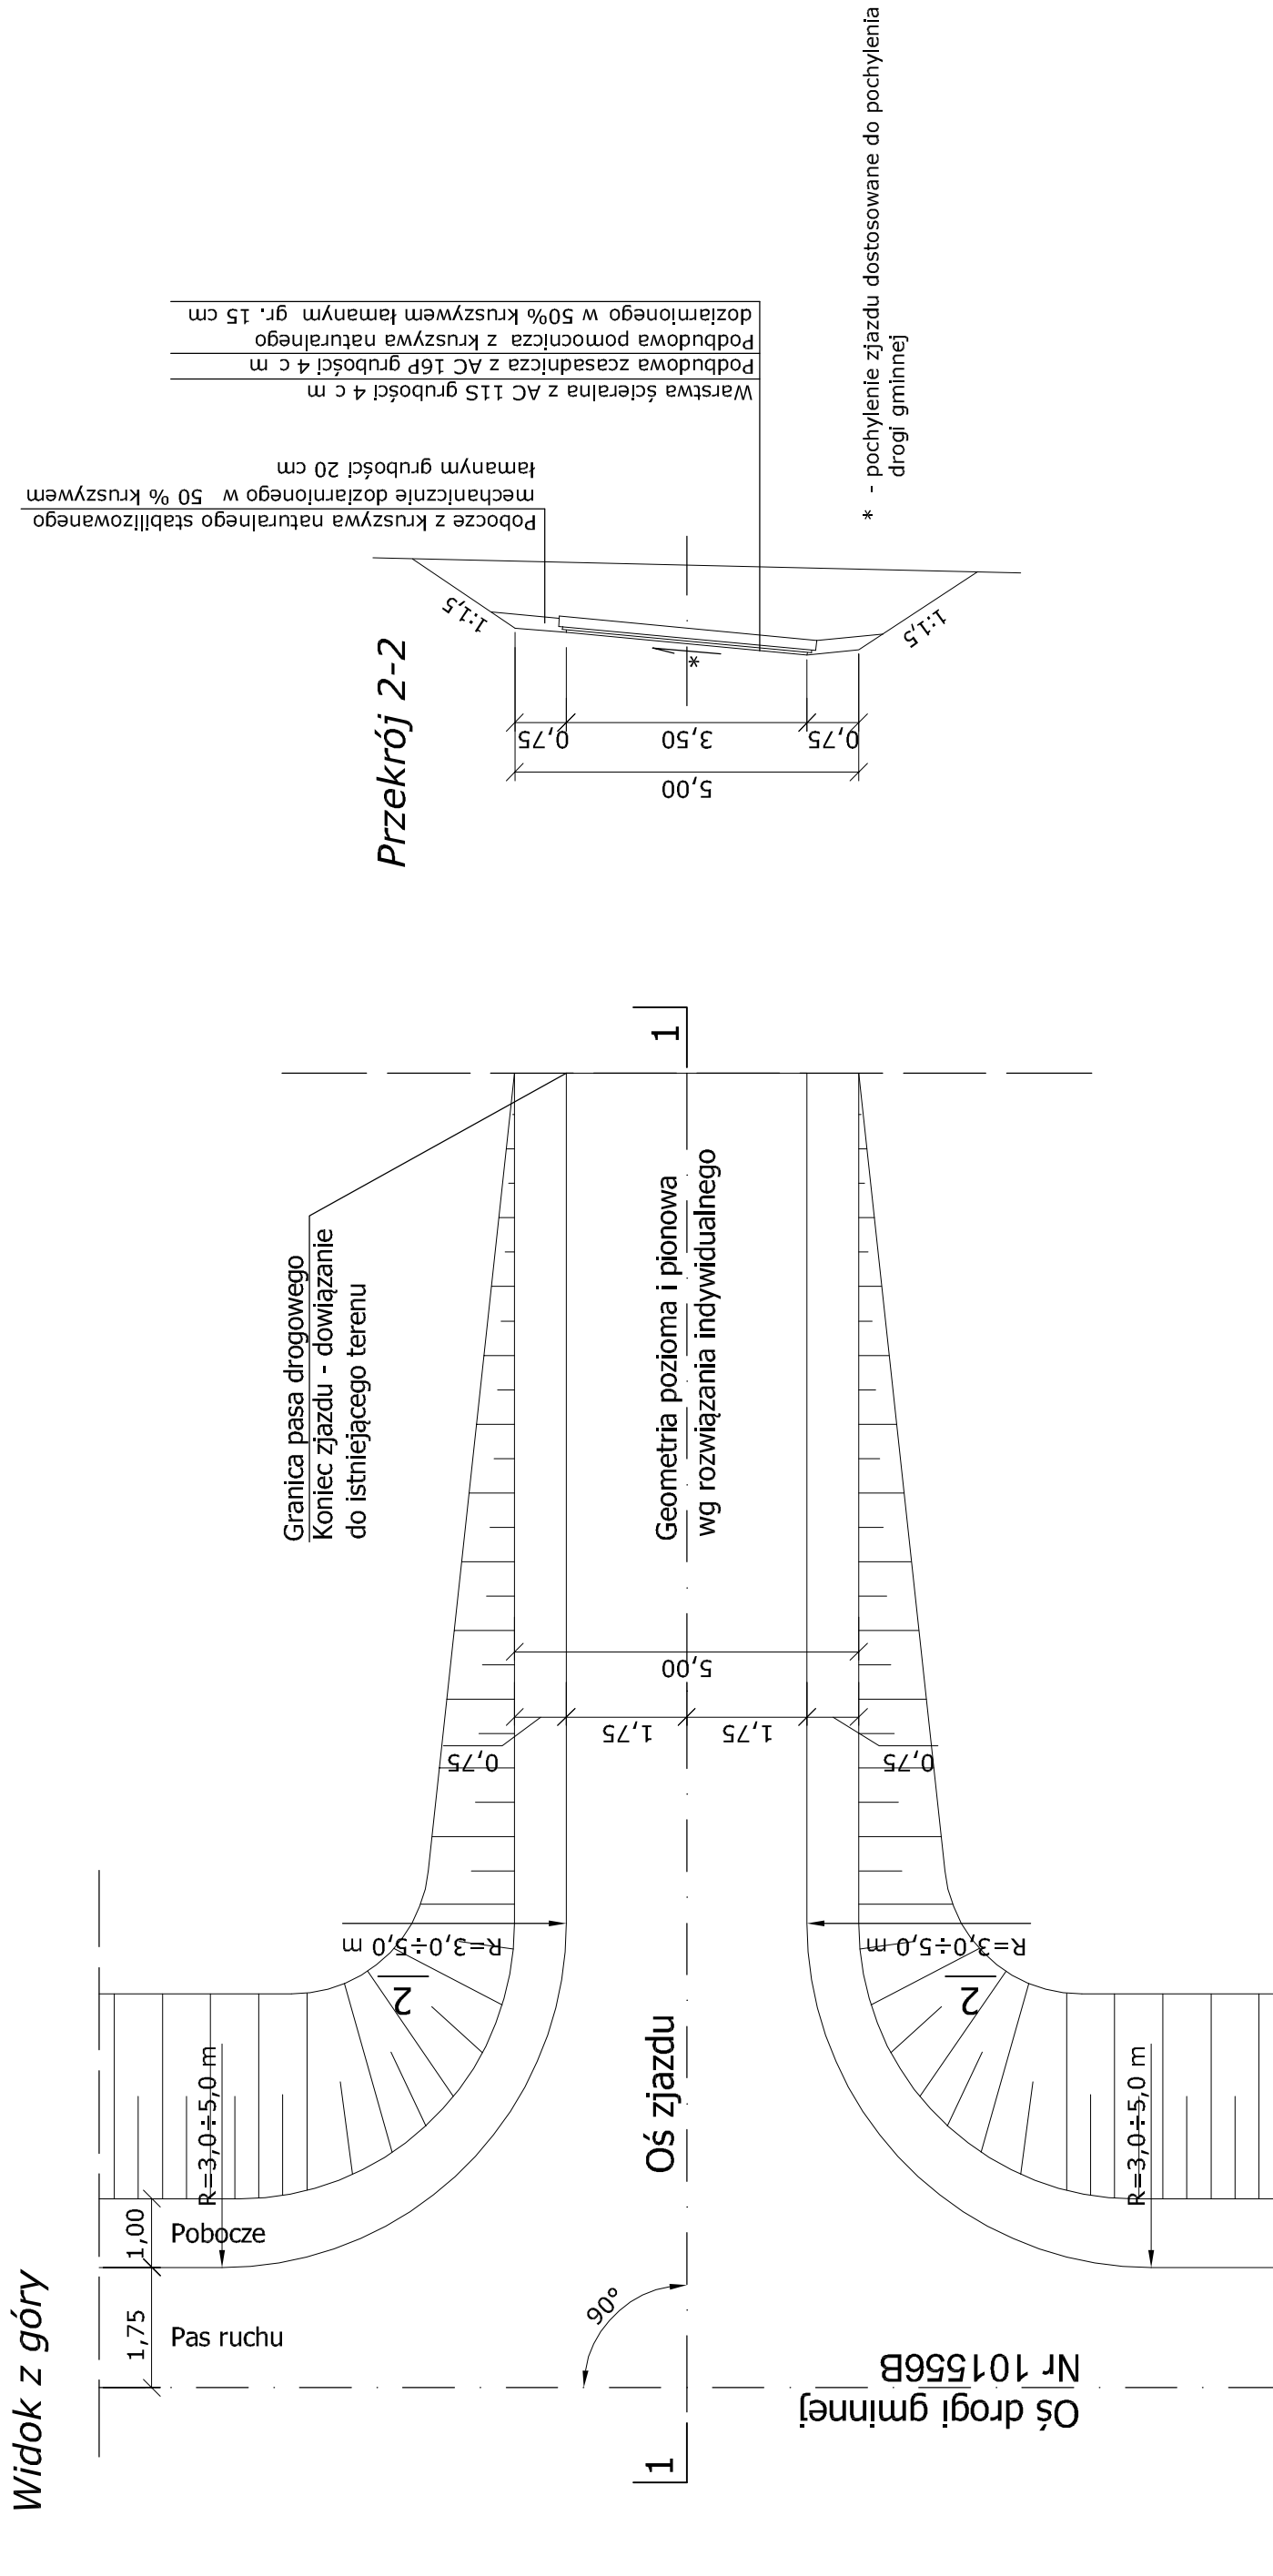 Widok z góry
1,75
1,00
Pas ruchu
Pobocze
R=3,0÷5,0 m
R=3,0÷5,0 m
2
Granica pasa drogowego
Koniec zjazdu - dowiązanie
do istniejącego terenu
0,75
1,75
1,75
0,75
5,00
Geometria pozioma i pionowa
wg rozwiązania indywidualnego
Oś zjazdu
90°
1
1
Oś drogi gminnej
Nr 101556B
R=3,0÷5,0 m
2
R=3,0÷5,0 m
Przekrój 2-2
Pobocze z kruszywa naturalnego stabilizowanego
mechanicznie doziarnionego w 50 % kruszywem
łamanym grubości 20 cm
Warstwa ścieralna z AC 11S grubości 4 c m
Podbudowa zcasadnicza z AC 16P grubości 4 c m
Podbudowa pomocnicza z kruszywa naturalnego
doziarnionego w 50% kruszywem łamanym gr. 15 cm
1:1,5
1:1,5
*
0,75
3,50
0,75
5,00
* - pochylenie zjazdu dostosowane do pochylenia
drogi gminnej